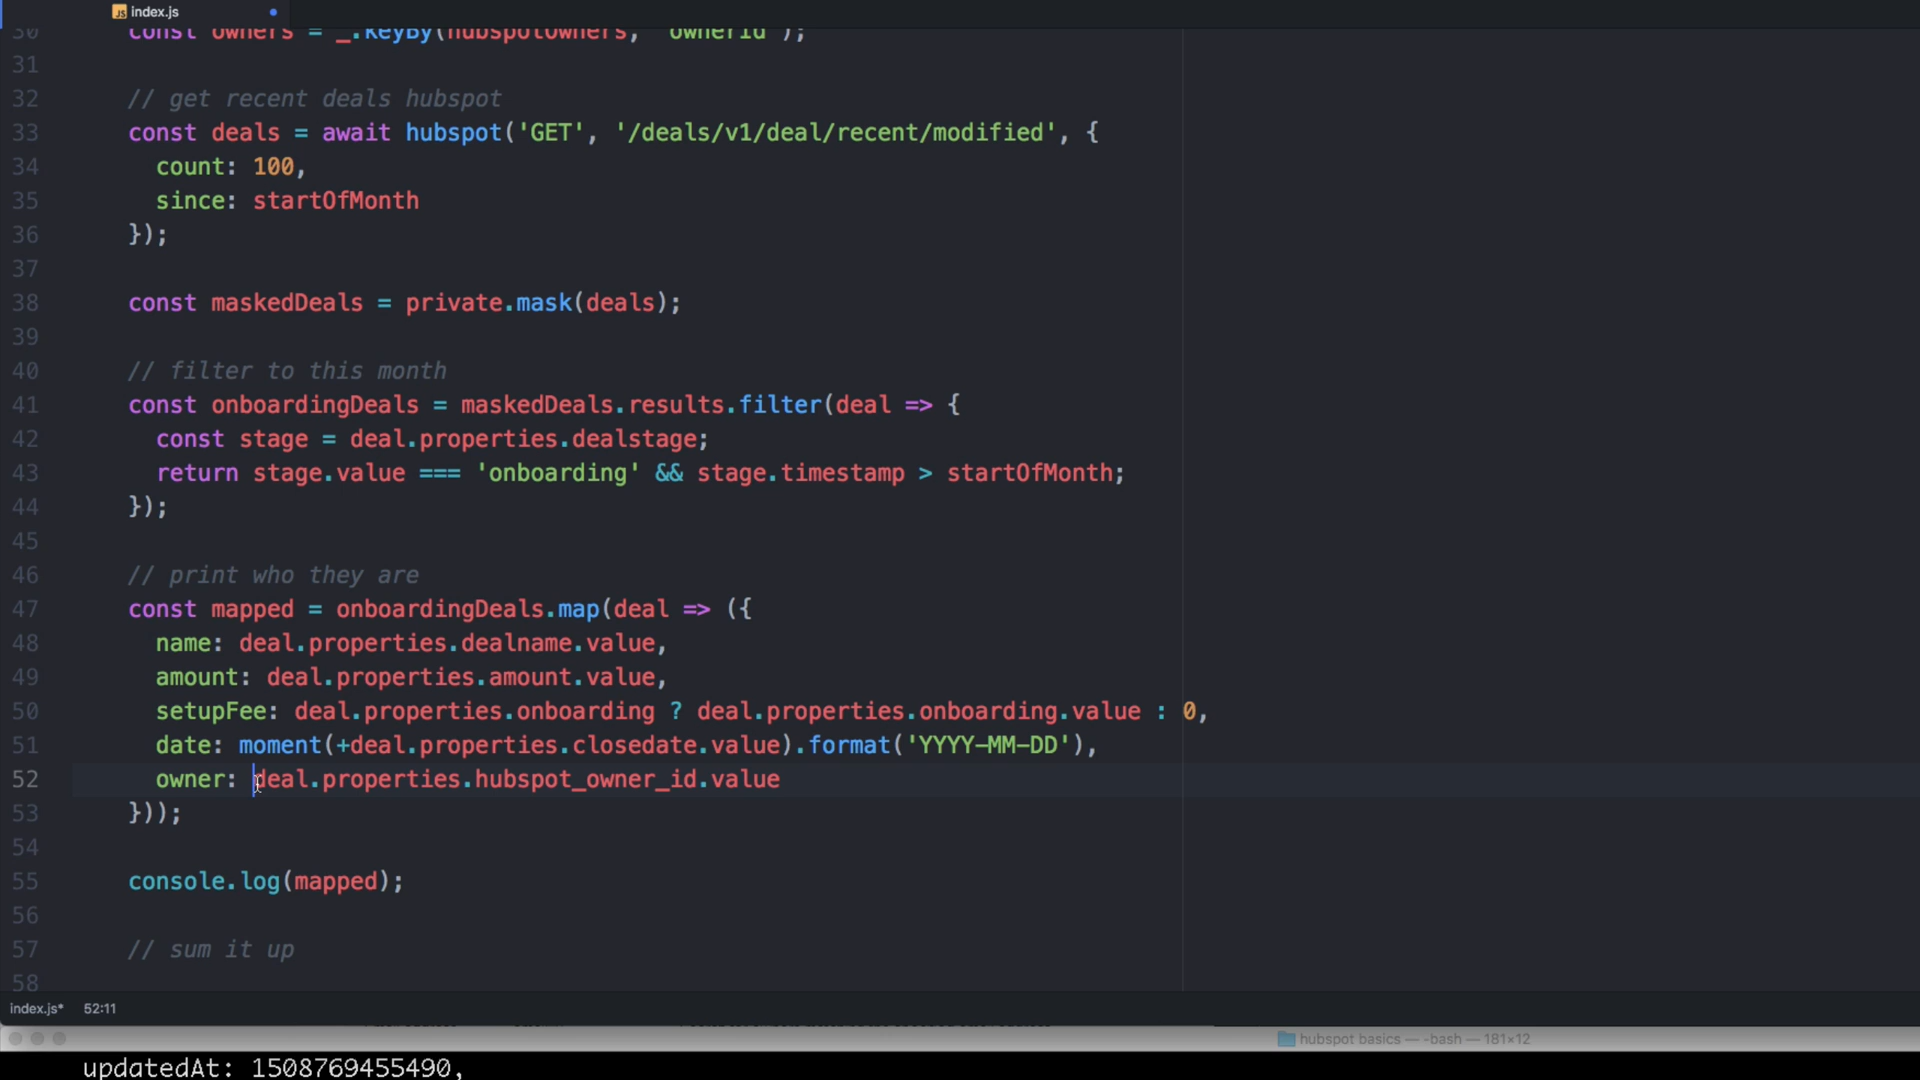 JS index.js
30 const owners = _.keyBy(hubspotOwners, 'ownerId');
31
32 // get recent deals hubspot
33 const deals = await hubspot('GET', '/deals/v1/deal/recent/modified', {
34 count: 100,
35 since: startOfMonth
36 });
37
38 const maskedDeals = private.mask(deals);
39
40 // filter to this month
41 const onboardingDeals = maskedDeals.results.filter(deal => {
42 const stage = deal.properties.dealstage;
43 return stage.value === 'onboarding' && stage.timestamp > startOfMonth;
44 });
45
46 // print who they are
47 const mapped = onboardingDeals.map(deal => ({
48 name: deal.properties.dealname.value,
49 amount: deal.properties.amount.value,
50 setupFee: deal.properties.onboarding ? deal.properties.onboarding.value : 0,
51 date: moment(+deal.properties.closedate.value).format('YYYY-MM-DD'),
52 owner: deal.properties.hubspot_owner_id.value
53 }));
54
55 console.log(mapped);
56
57 // sum it up
58
index.js* 52:11
hubspot basics — -bash — 181×12
updatedAt: 1508769455490,